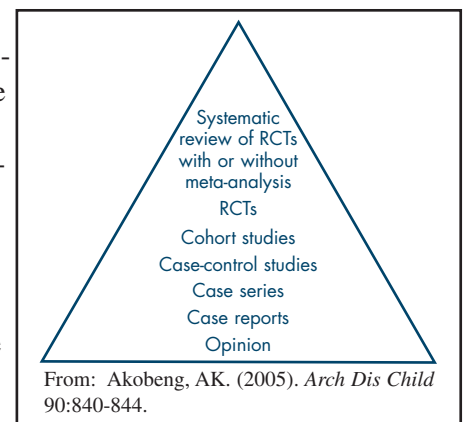 Systematic
review of RCTs
with or without
meta-analysis
RCTs
Cohort studies
Case-control studies
Case series
Case reports
Opinion
From: Akobeng, AK. (2005). Arch Dis Child
90:840-844.